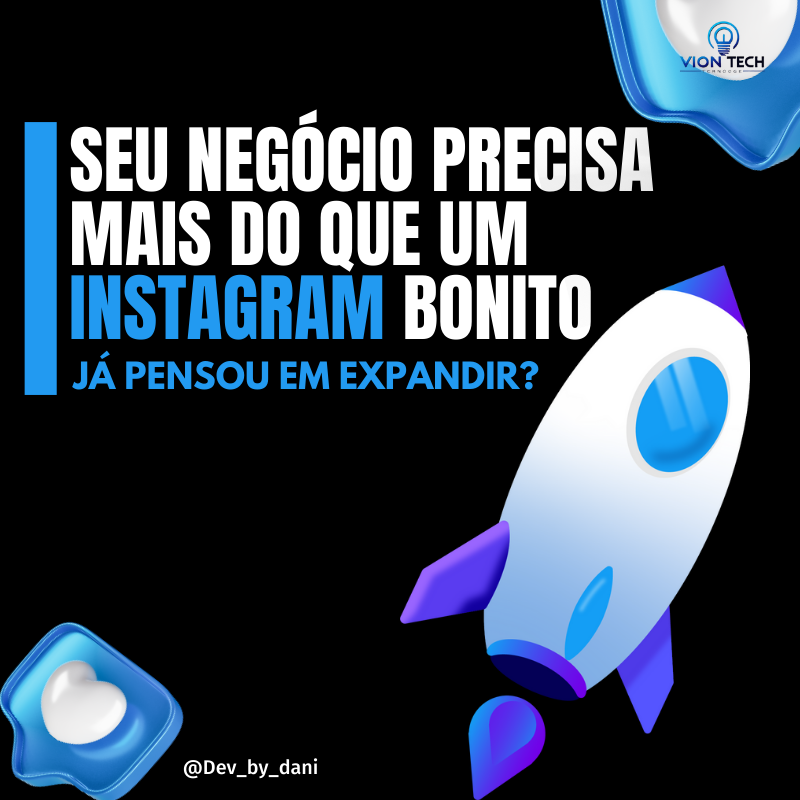 VION TECH
SEU NEGÓCIO PRECISA
MAIS DO QUE UM
INSTAGRAM BONITO
JÁ PENSOU EM EXPANDIR?
@Dev_by_dani